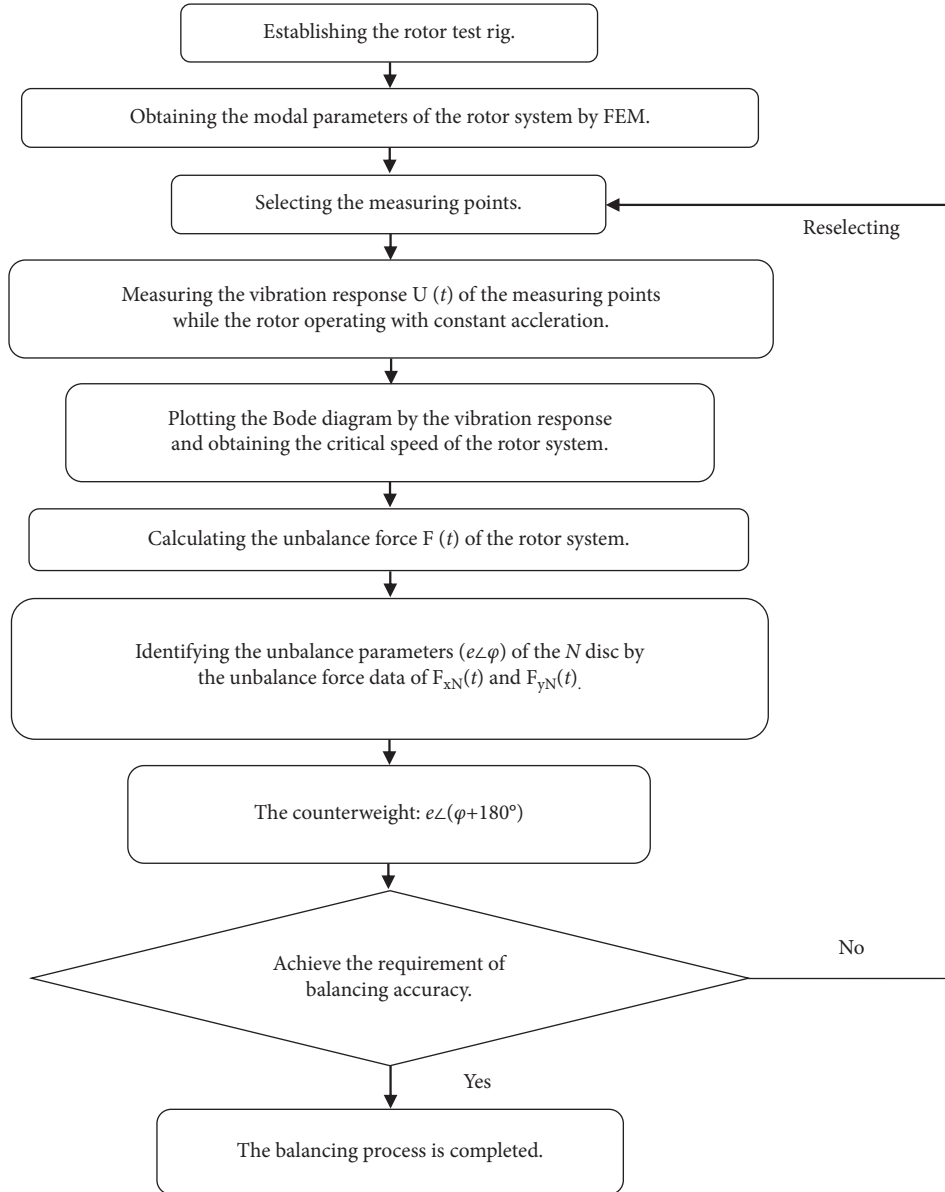 Establishing the rotor test rig.
Obtaining the modal parameters of the rotor system by FEM.
Selecting the measuring points.
Reselecting
Measuring the vibration response U (t) of the measuring points
while the rotor operating with constant accleration.
Plotting the Bode diagram by the vibration response
and obtaining the critical speed of the rotor system.
Calculating the unbalance force F (t) of the rotor system.
Identifying the unbalance parameters (e∠φ) of the N disc by
the unbalance force data of FxN(t) and FyN(t).
The counterweight: e∠(φ+180°)
Achieve the requirement of
balancing accuracy.
No
Yes
The balancing process is completed.